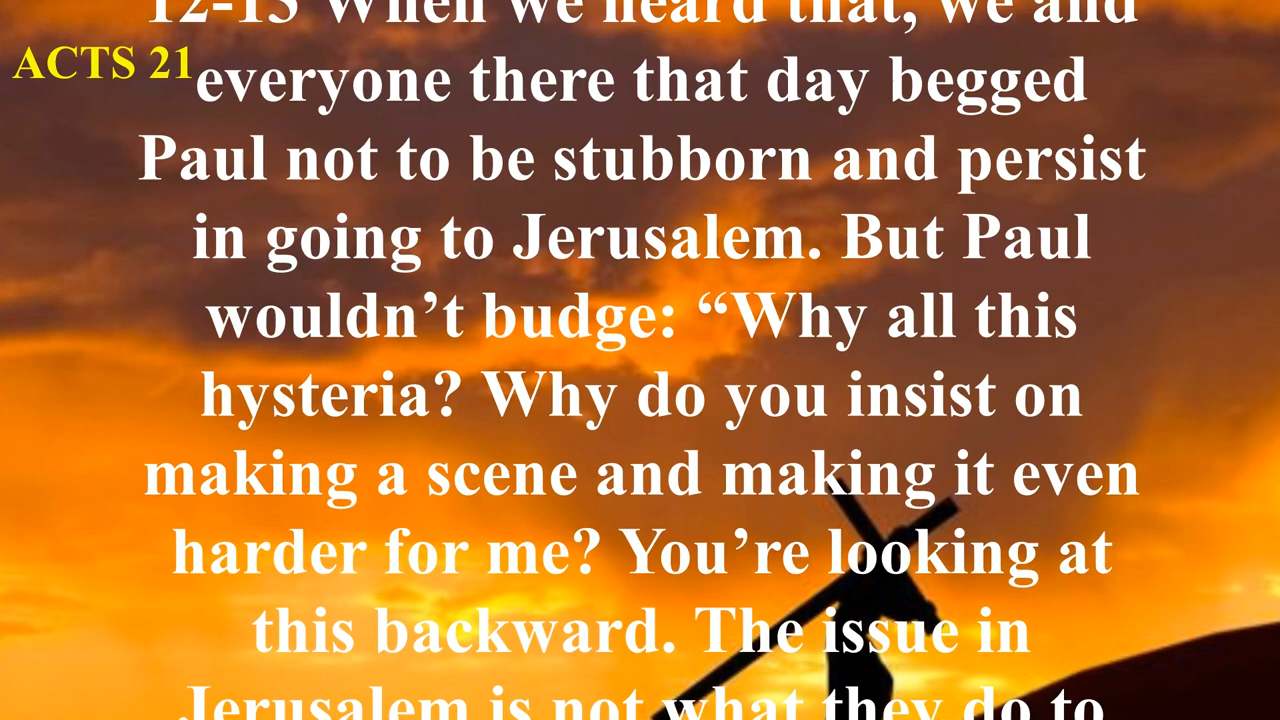 12-13 When we heard that, we and
ACTS 21
everyone there that day begged
Paul not to be stubborn and persist
in going to Jerusalem. But Paul
wouldn’t budge: “Why all this
hysteria? Why do you insist on
making a scene and making it even
harder for me? You’re looking at
this backward. The issue in
Jerusalem is not what they do to